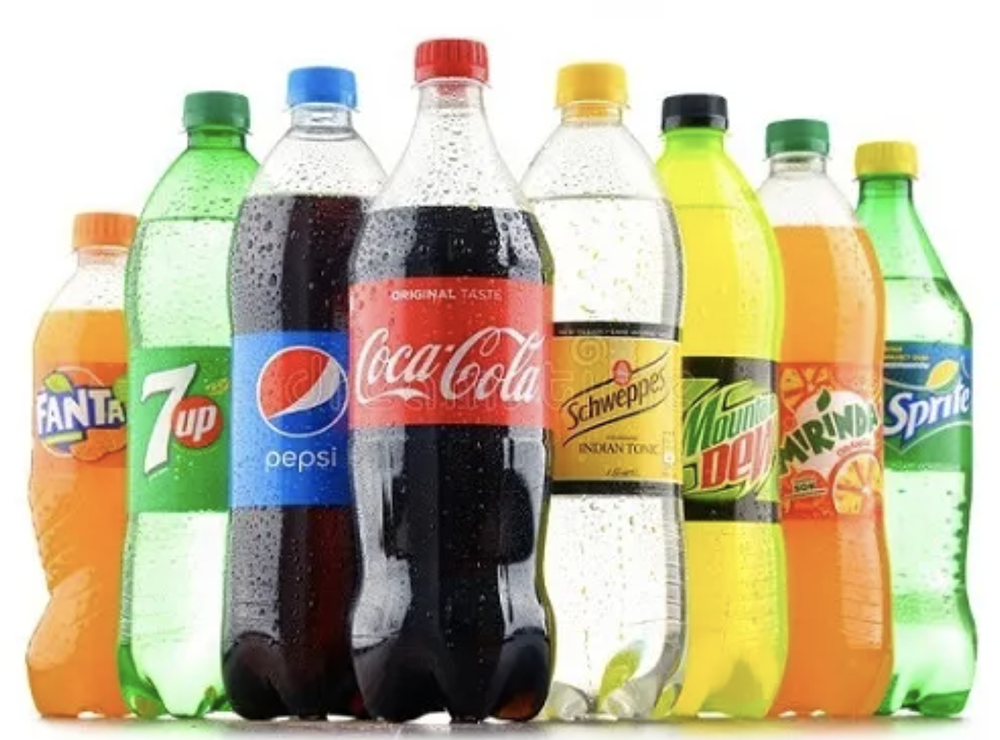 FANTA
7up
pepsi
ORIGINAL TASTE
Coca-Cola
Schweppes
INDIAN TONIC
Mountain
Dew
MIRINDA
Sprite